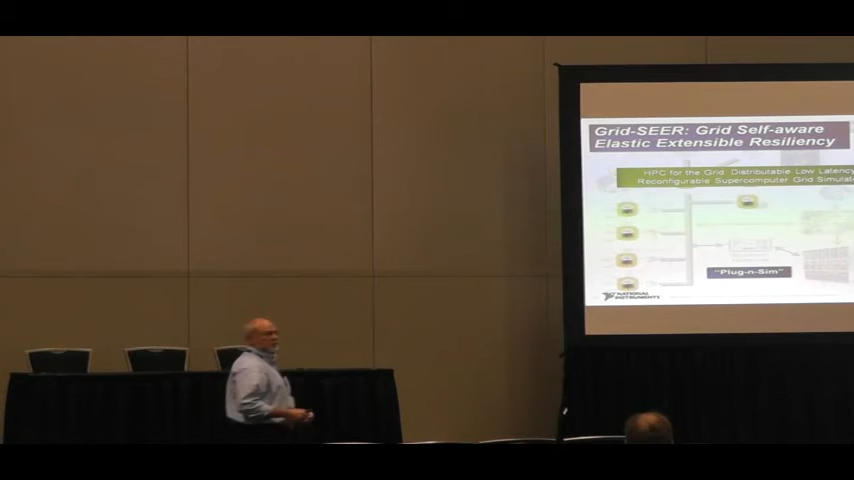 Grid-SEER: Grid Self-aware
Elastic Extensible Resiliency
HPC for the Grid Distributable Low Latency
Reconfigurable Supercomputer Grid Simulat
"Plug-n-Sim"
NATIONAL
INSTRUMENTS